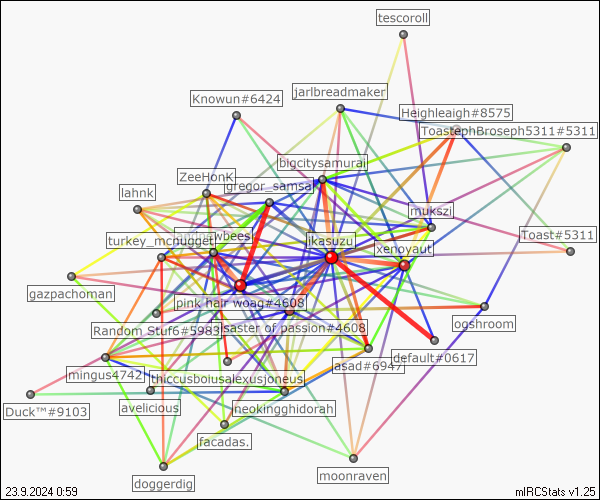 tescoroll
jarlbreadmaker
Knowun#6424
Heighleaigh#8575
ToastephBroseph5311#5311
bigcitysamurai
ZeeHonk
gregor_samsa
lahnk
mukszi
Toast#5311
turkey_mcnugget
ikasuzu
xenoyaut
gazpachoman
pink hair woag#4608
ogshroom
Random Stuf6#5983
aster of passion#4608
default#0617
asad#6947
mingus4742
thiccusboiusalexusjoneus
Duck™#9103
avelicious
neokingghidorah
facadas.
moonraven
doggerdig
23.9.2024 0:59
mIRCStats v1.25